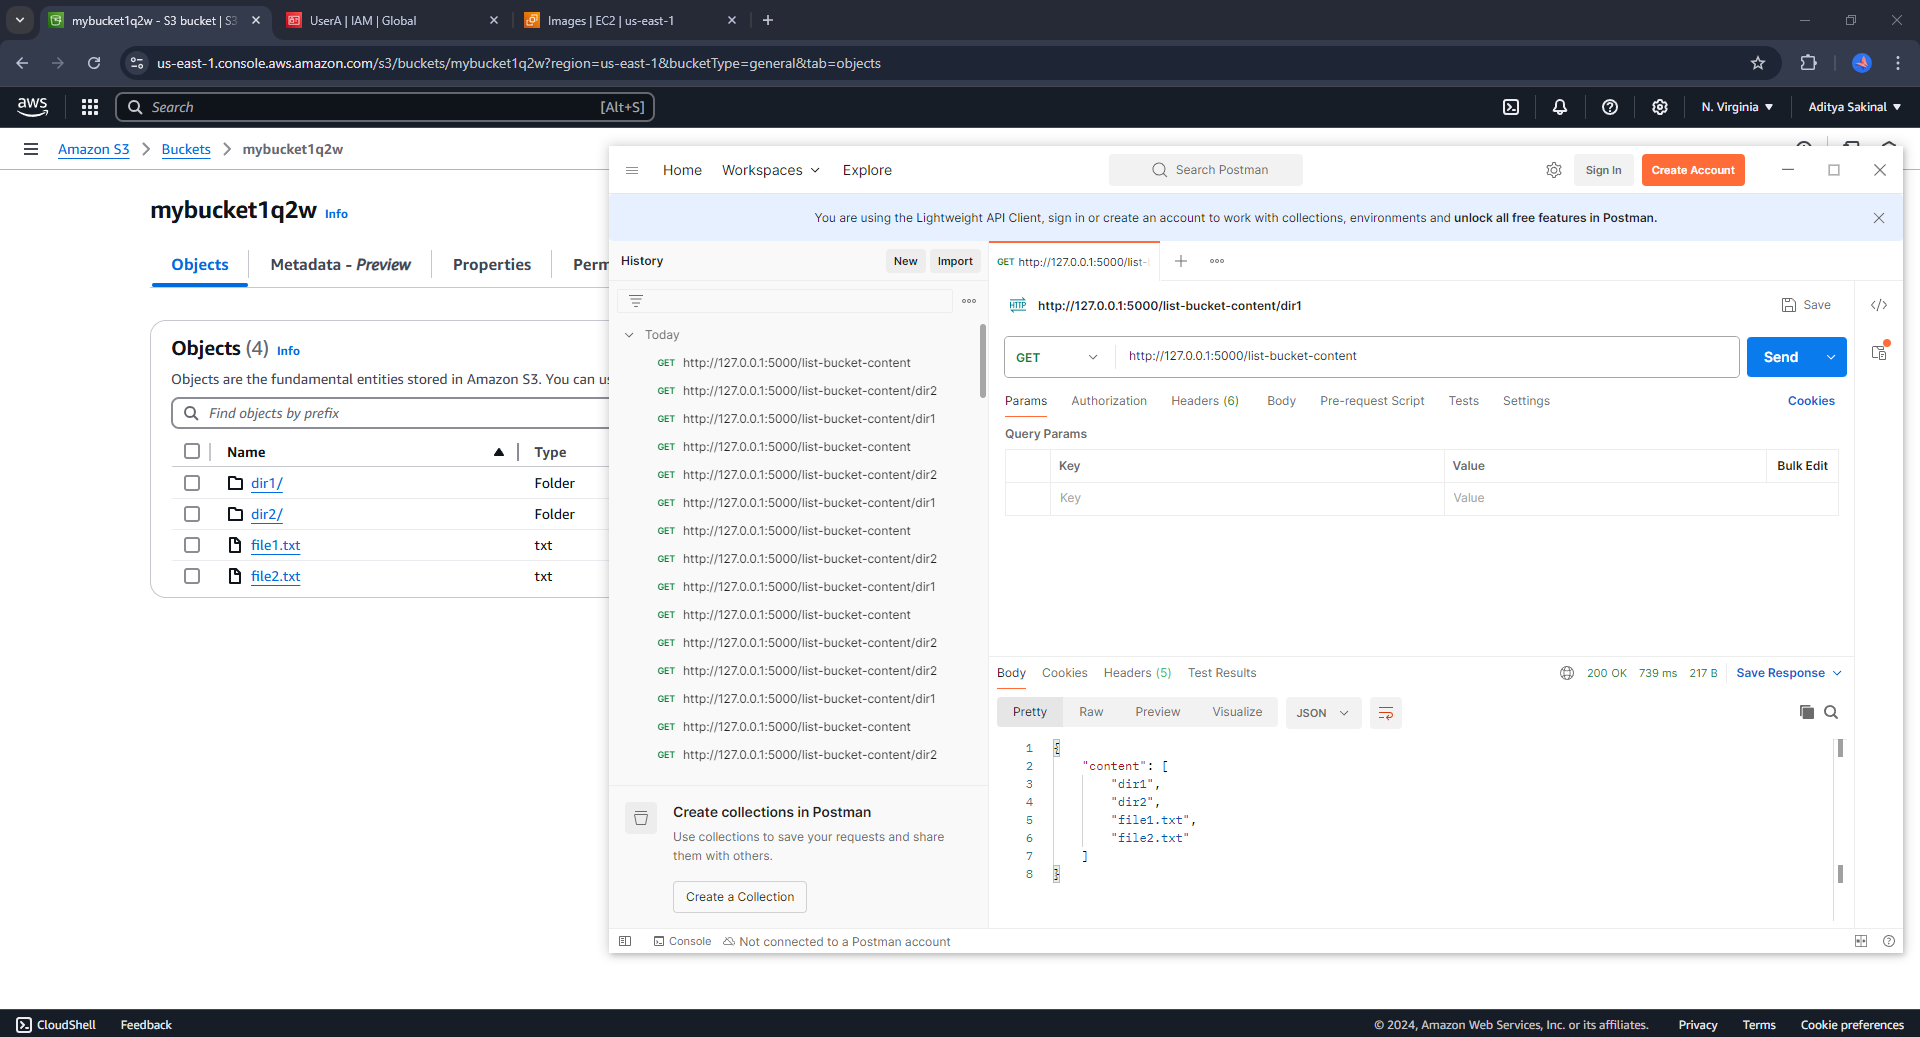 mybucket1q2w - S3 bucket | S3
UserA | IAM | Global
Images | EC2 | us-east-1
us-east-1.console.aws.amazon.com/s3/buckets/mybucket1q2w?region=us-east-1&bucketType=general&tab=objects
aws
Search
[Alt+S]
N. Virginia
Aditya Sakinal
Amazon S3
Buckets
mybucket1q2w
mybucket1q2w Info
Objects
Metadata - Preview
Properties
Perm
Objects (4) Info
Objects are the fundamental entities stored in Amazon S3. You can us
Find objects by prefix
Name Type
dir1/ Folder
dir2/ Folder
file1.txt txt
file2.txt txt
Home Workspaces Explore
Search Postman
Sign In
Create Account
You are using the Lightweight API Client, sign in or create an account to work with collections, environments and unlock all free features in Postman.
History
New Import
Today
GET http://127.0.0.1:5000/list-bucket-content
GET http://127.0.0.1:5000/list-bucket-content/dir2
GET http://127.0.0.1:5000/list-bucket-content/dir1
GET http://127.0.0.1:5000/list-bucket-content
GET http://127.0.0.1:5000/list-bucket-content/dir2
GET http://127.0.0.1:5000/list-bucket-content/dir1
GET http://127.0.0.1:5000/list-bucket-content
GET http://127.0.0.1:5000/list-bucket-content/dir2
GET http://127.0.0.1:5000/list-bucket-content/dir1
GET http://127.0.0.1:5000/list-bucket-content
GET http://127.0.0.1:5000/list-bucket-content/dir2
GET http://127.0.0.1:5000/list-bucket-content/dir2
GET http://127.0.0.1:5000/list-bucket-content/dir1
GET http://127.0.0.1:5000/list-bucket-content
GET http://127.0.0.1:5000/list-bucket-content/dir2
Create collections in Postman
Use collections to save your requests and share
them with others.
Create a Collection
GET http://127.0.0.1:5000/list-
HTTP http://127.0.0.1:5000/list-bucket-content/dir1
Save
GET http://127.0.0.1:5000/list-bucket-content
Send
Params Authorization Headers (6) Body Pre-request Script Tests Settings
Cookies
Query Params
Key Value Bulk Edit
Key Value
Body Cookies Headers (5) Test Results
200 OK 739 ms 217 B Save Response
Pretty Raw Preview Visualize JSON
1 {
2 "content": [
3 "dir1",
4 "dir2",
5 "file1.txt",
6 "file2.txt"
7 ]
8 }
Console Not connected to a Postman account
CloudShell Feedback
© 2024, Amazon Web Services, Inc. or its affiliates. Privacy Terms Cookie preferences